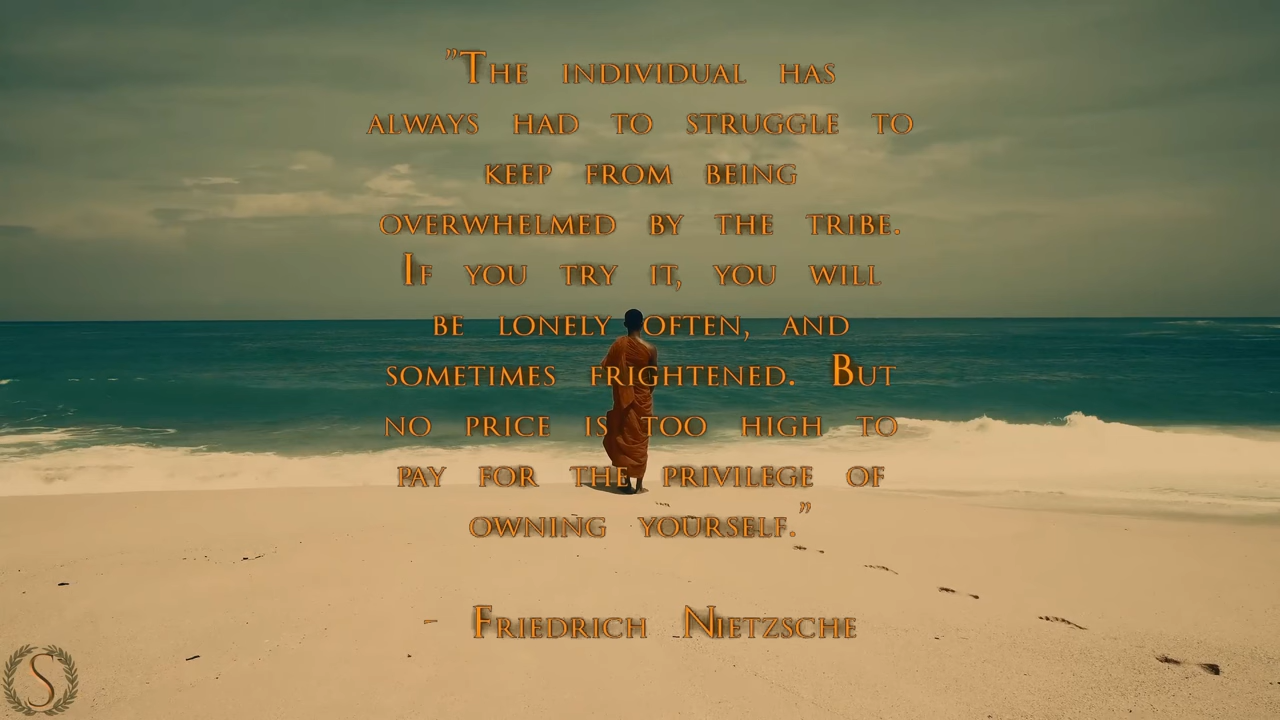 ”The individual has
always had to struggle to
keep from being
overwhelmed by the tribe.
If you try it, you will
be lonely often, and
sometimes frightened. But
no price is too high to
pay for the privilege of
owning yourself.”
- Friedrich Nietzsche
S